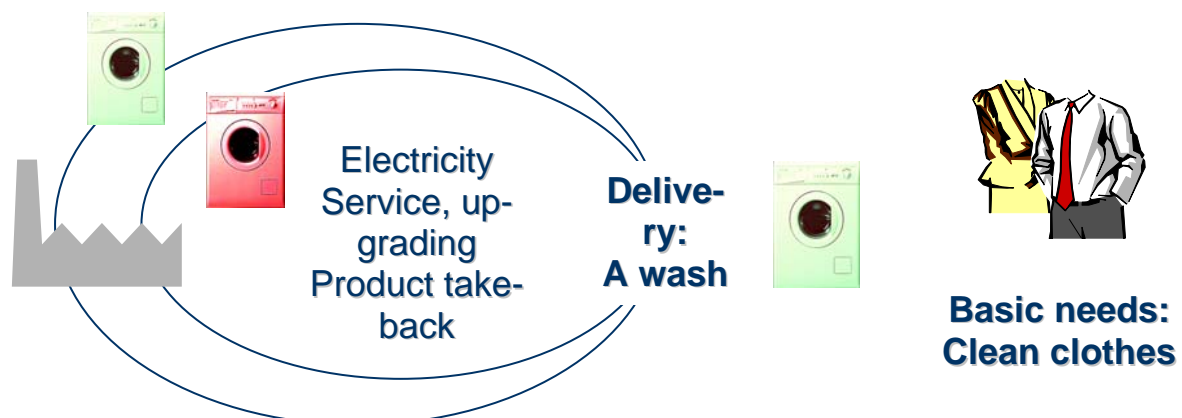 Electricity
Service, up-
grading
Product take-
back
Delive-
ry:
A wash
Basic needs:
Clean clothes